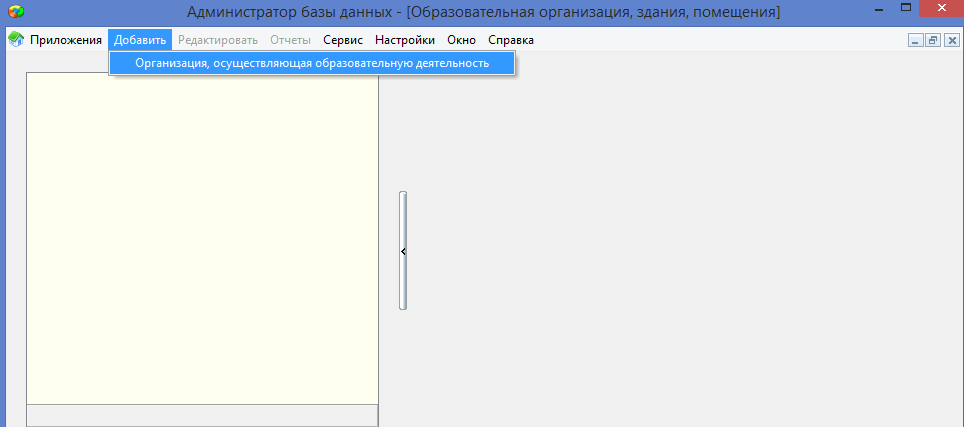 Администратор базы данных - [Образовательная организация, здания, помещения]
Приложения Добавить Редактировать Отчеты Сервис Настройки Окно Справка
Организация, осуществляющая образовательную деятельность